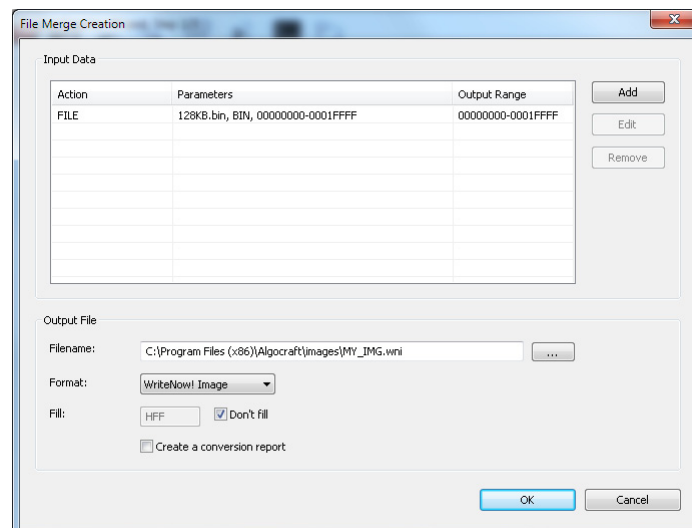 File Merge Creation
Input Data
Action Parameters Output Range
FILE 128KB.bin, BIN, 00000000-0001FFFF 00000000-0001FFFF
Add
Edit
Remove
Output File
Filename: C:\Program Files (x86)\Algocraft\images\MY_IMG.wni ...
Format: WriteNow! Image
Fill: HFF Don't fill
Create a conversion report
OK Cancel